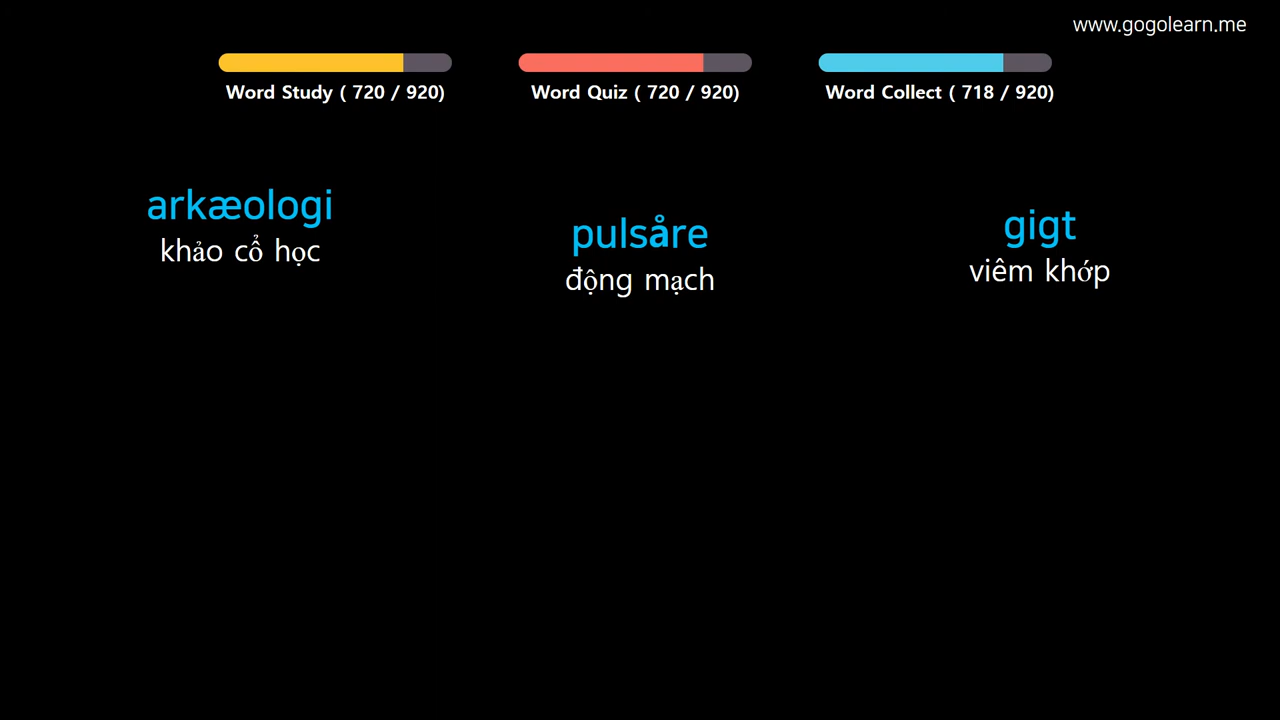 www.gogolearn.me
Word Study ( 720 / 920)
Word Quiz ( 720 / 920)
Word Collect ( 718 / 920)
arkæologi
khảo cổ học
pulsåre
động mạch
gigt
viêm khớp